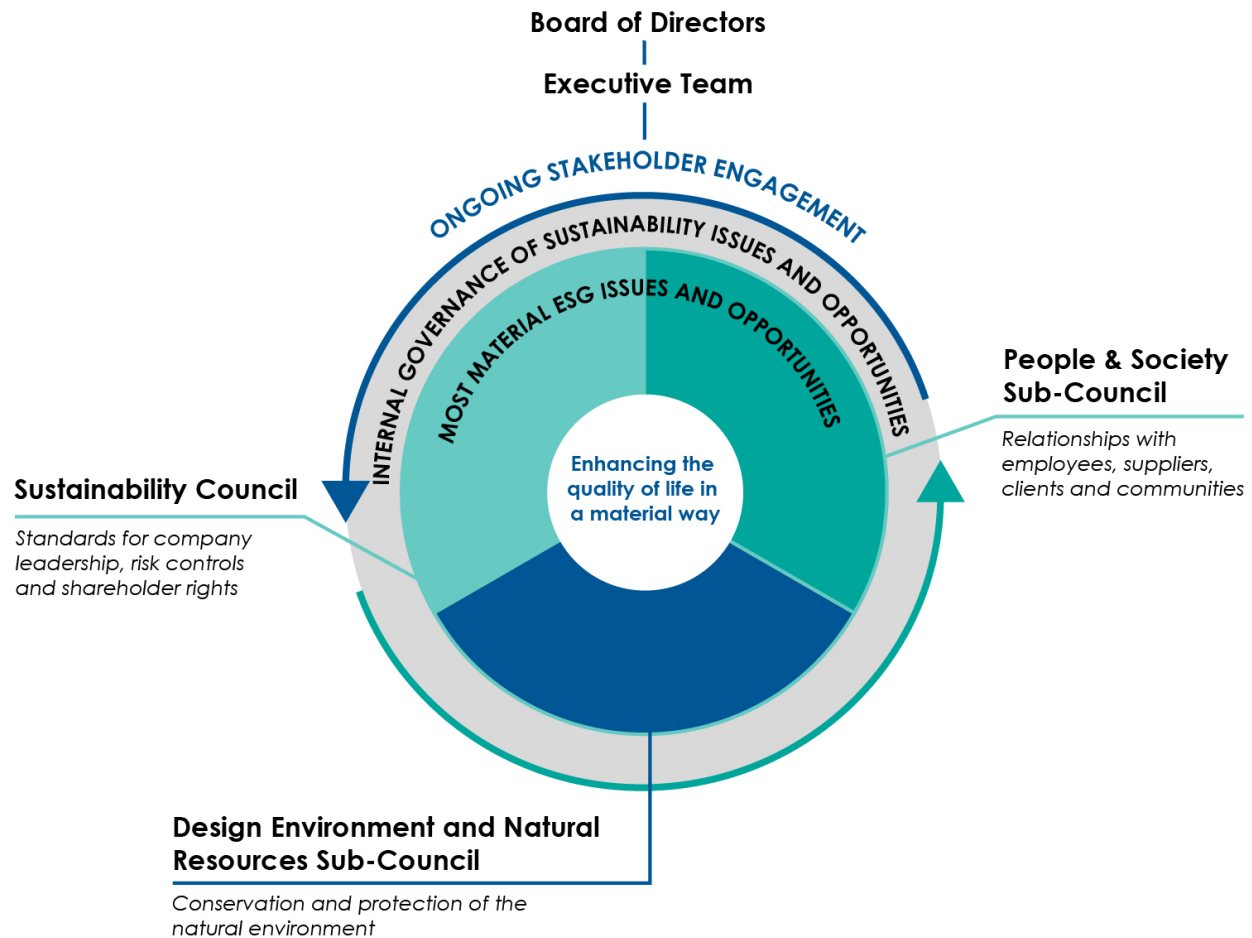 Board of Directors
Executive Team
ONGOING STAKEHOLDER ENGAGEMENT
INTERNAL GOVERNANCE OF SUSTAINABILITY ISSUES AND OPPORTUNITIES
MOST MATERIAL ESG ISSUES AND OPPORTUNITIES
Enhancing the
quality of life in
a material way
People & Society
Sub-Council
Relationships with
employees, suppliers,
clients and communities
Sustainability Council
Standards for company
leadership, risk controls
and shareholder rights
Design Environment and Natural
Resources Sub-Council
Conservation and protection of the
natural environment